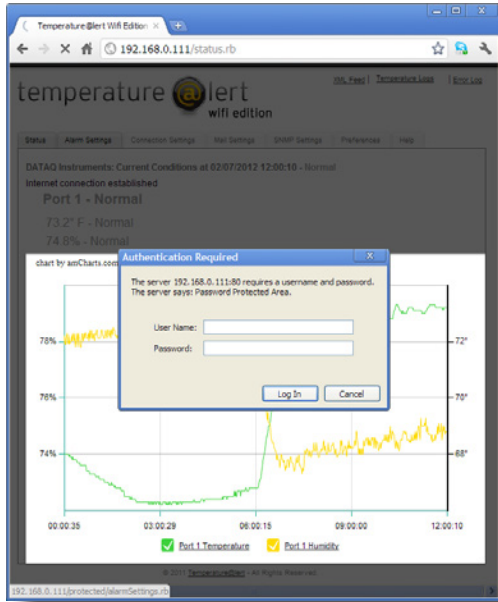 Temperature@lert Wifi Edition
192.168.0.111/status.rb
XML Feed | Temperature Logs | Error Log
temperature @lert
wifi edition
Status Alarm Settings Connection Settings Mail Settings SNMP Settings Preferences Help
DATAQ Instruments: Current Conditions at 02/07/2012 12:00:10 - Normal
Internet connection established
Port 1 - Normal
73.2° F - Normal
74.8% - Normal
chart by amCharts.com
Authentication Required
The server 192.168.0.111:80 requires a username and password.
The server says: Password Protected Area.
User Name:
Password:
Log In Cancel
78%
72°
76%
70°
74%
68°
00:00:35 03:00:29 06:00:15 09:00:00 12:00:10
Port 1 Temperature Port 1 Humidity
© 2011 Temperature@lert - All Rights Reserved
192.168.0.111/protected/alarmSettings.rb